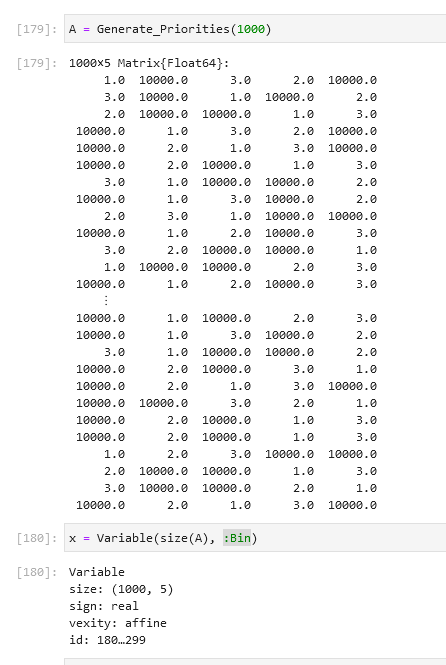 [179]: A = Generate_Priorities(1000)
[179]: 1000×5 Matrix{Float64}:
1.0 10000.0 3.0 2.0 10000.0
3.0 10000.0 1.0 10000.0 2.0
2.0 10000.0 10000.0 1.0 3.0
10000.0 1.0 3.0 2.0 10000.0
10000.0 2.0 1.0 3.0 10000.0
10000.0 2.0 10000.0 1.0 3.0
3.0 1.0 10000.0 10000.0 2.0
10000.0 1.0 3.0 10000.0 2.0
2.0 3.0 1.0 10000.0 10000.0
10000.0 1.0 2.0 10000.0 3.0
3.0 2.0 10000.0 10000.0 1.0
1.0 10000.0 10000.0 2.0 3.0
10000.0 1.0 2.0 10000.0 3.0
⋮
10000.0 1.0 10000.0 2.0 3.0
10000.0 1.0 3.0 10000.0 2.0
3.0 1.0 10000.0 10000.0 2.0
10000.0 2.0 10000.0 3.0 1.0
10000.0 2.0 1.0 3.0 10000.0
10000.0 10000.0 3.0 2.0 1.0
10000.0 2.0 10000.0 1.0 3.0
10000.0 2.0 10000.0 1.0 3.0
1.0 2.0 3.0 10000.0 10000.0
2.0 10000.0 10000.0 1.0 3.0
3.0 10000.0 10000.0 2.0 1.0
10000.0 2.0 1.0 3.0 10000.0
[180]: x = Variable(size(A), :Bin)
[180]: Variable
size: (1000, 5)
sign: real
vexity: affine
id: 180…299